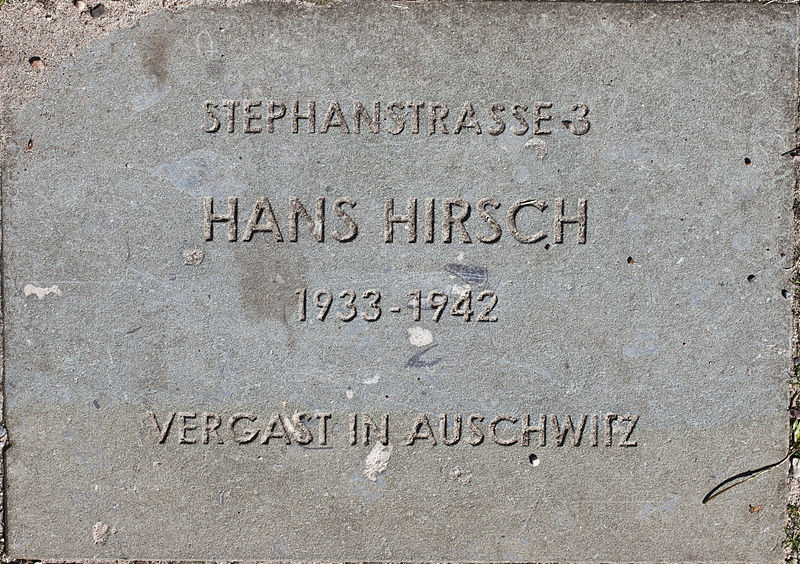 STEPHANSTRASSE 3
HANS HIRSCH
1933-1942
VERGAST IN AUSCHWITZ